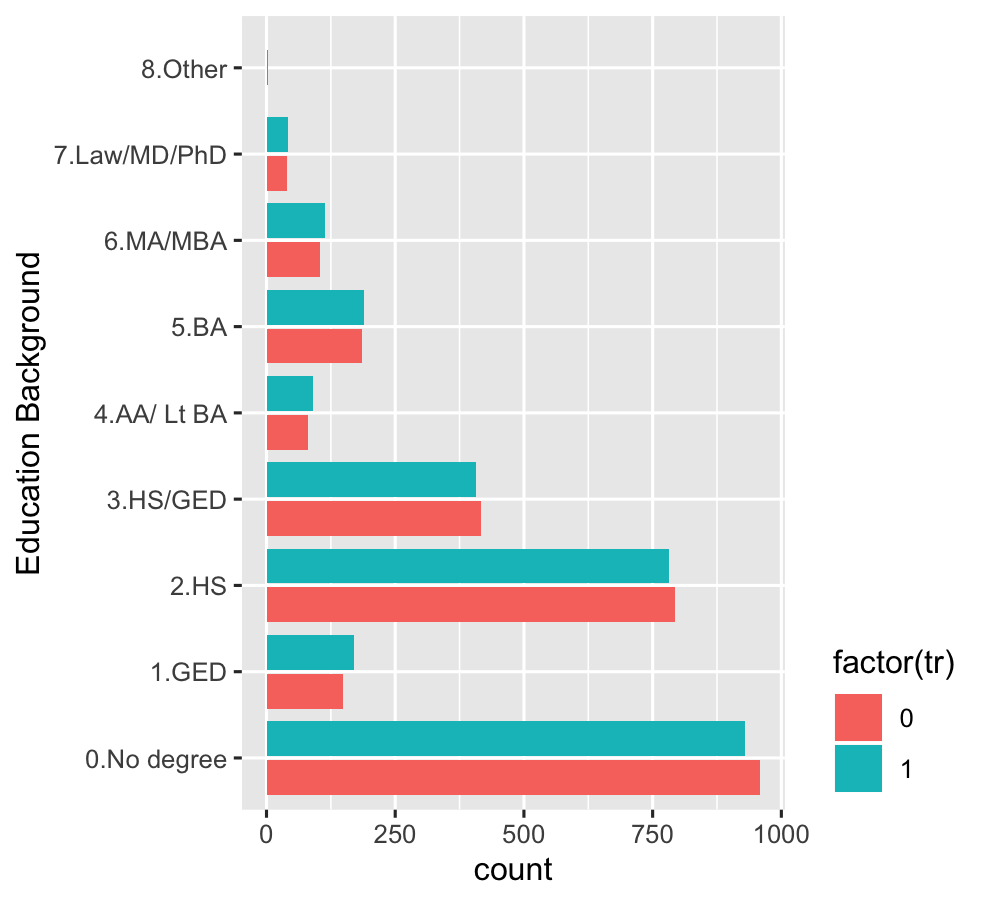 8.Other
7.Law/MD/PhD
6.MA/MBA
5.BA
4.AA/ Lt BA
3.HS/GED
2.HS
1.GED
0.No degree
Education Background
0 250 500 750 1000
count
factor(tr)
0
1